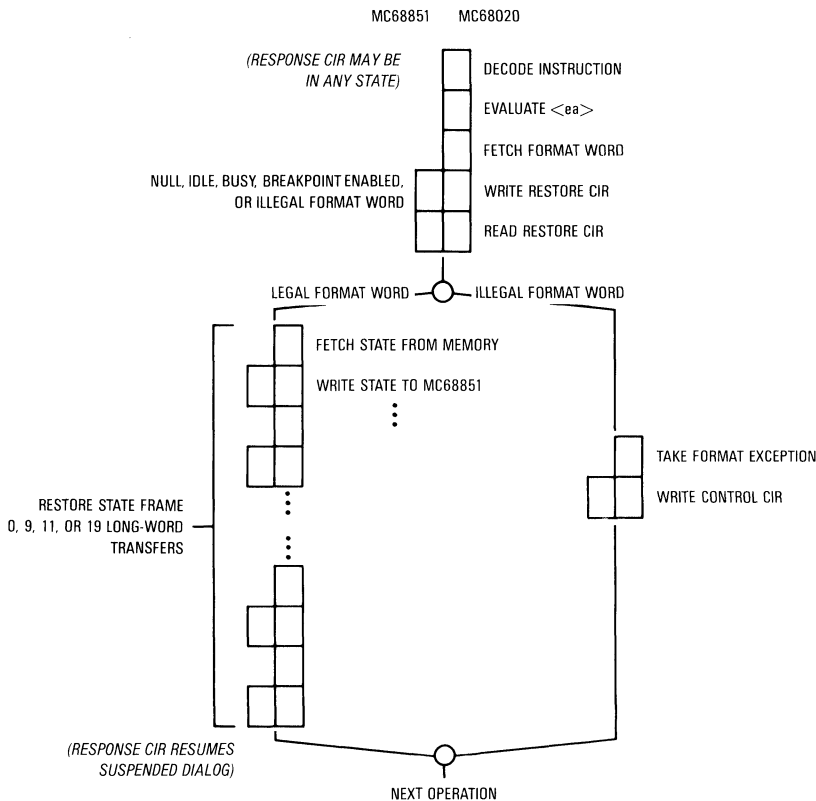 MC68851 MC68020
(RESPONSE CIR MAY BE
IN ANY STATE)
DECODE INSTRUCTION
EVALUATE <ea>
FETCH FORMAT WORD
NULL, IDLE, BUSY, BREAKPOINT ENABLED,
OR ILLEGAL FORMAT WORD
WRITE RESTORE CIR
READ RESTORE CIR
LEGAL FORMAT WORD
ILLEGAL FORMAT WORD
FETCH STATE FROM MEMORY
WRITE STATE TO MC68851
TAKE FORMAT EXCEPTION
WRITE CONTROL CIR
RESTORE STATE FRAME
0, 9, 11, OR 19 LONG-WORD
TRANSFERS
(RESPONSE CIR RESUMES
SUSPENDED DIALOG)
NEXT OPERATION